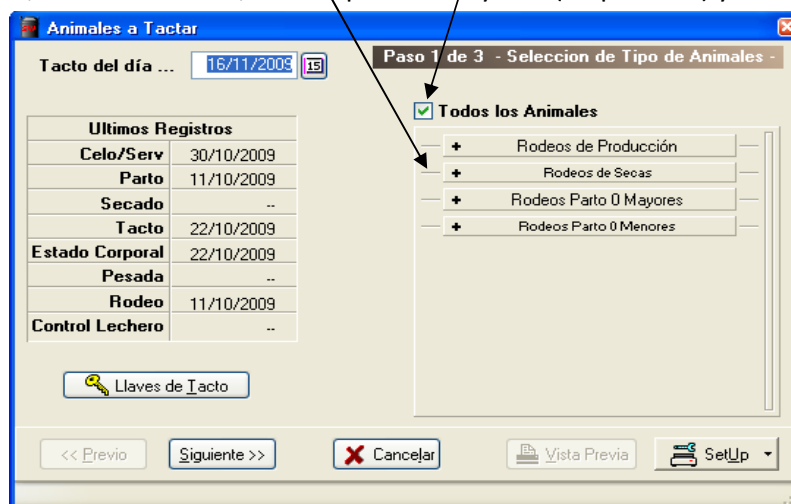 Animales a Tactar
Tacto del día ... 16/11/2009 15
Paso 1 de 3 - Seleccion de Tipo de Animales -
Todos los Animales
Ultimos Registros
Celo/Serv 30/10/2009
Parto 11/10/2009
Secado --
Tacto 22/10/2009
Estado Corporal 22/10/2009
Pesada --
Rodeo 11/10/2009
Control Lechero --
+ Rodeos de Producción
+ Rodeos de Secas
+ Rodeos Parto 0 Mayores
+ Rodeos Parto 0 Menores
Llaves de Tacto
<< Previo Siguiente >> Cancelar Vista Previa SetUp